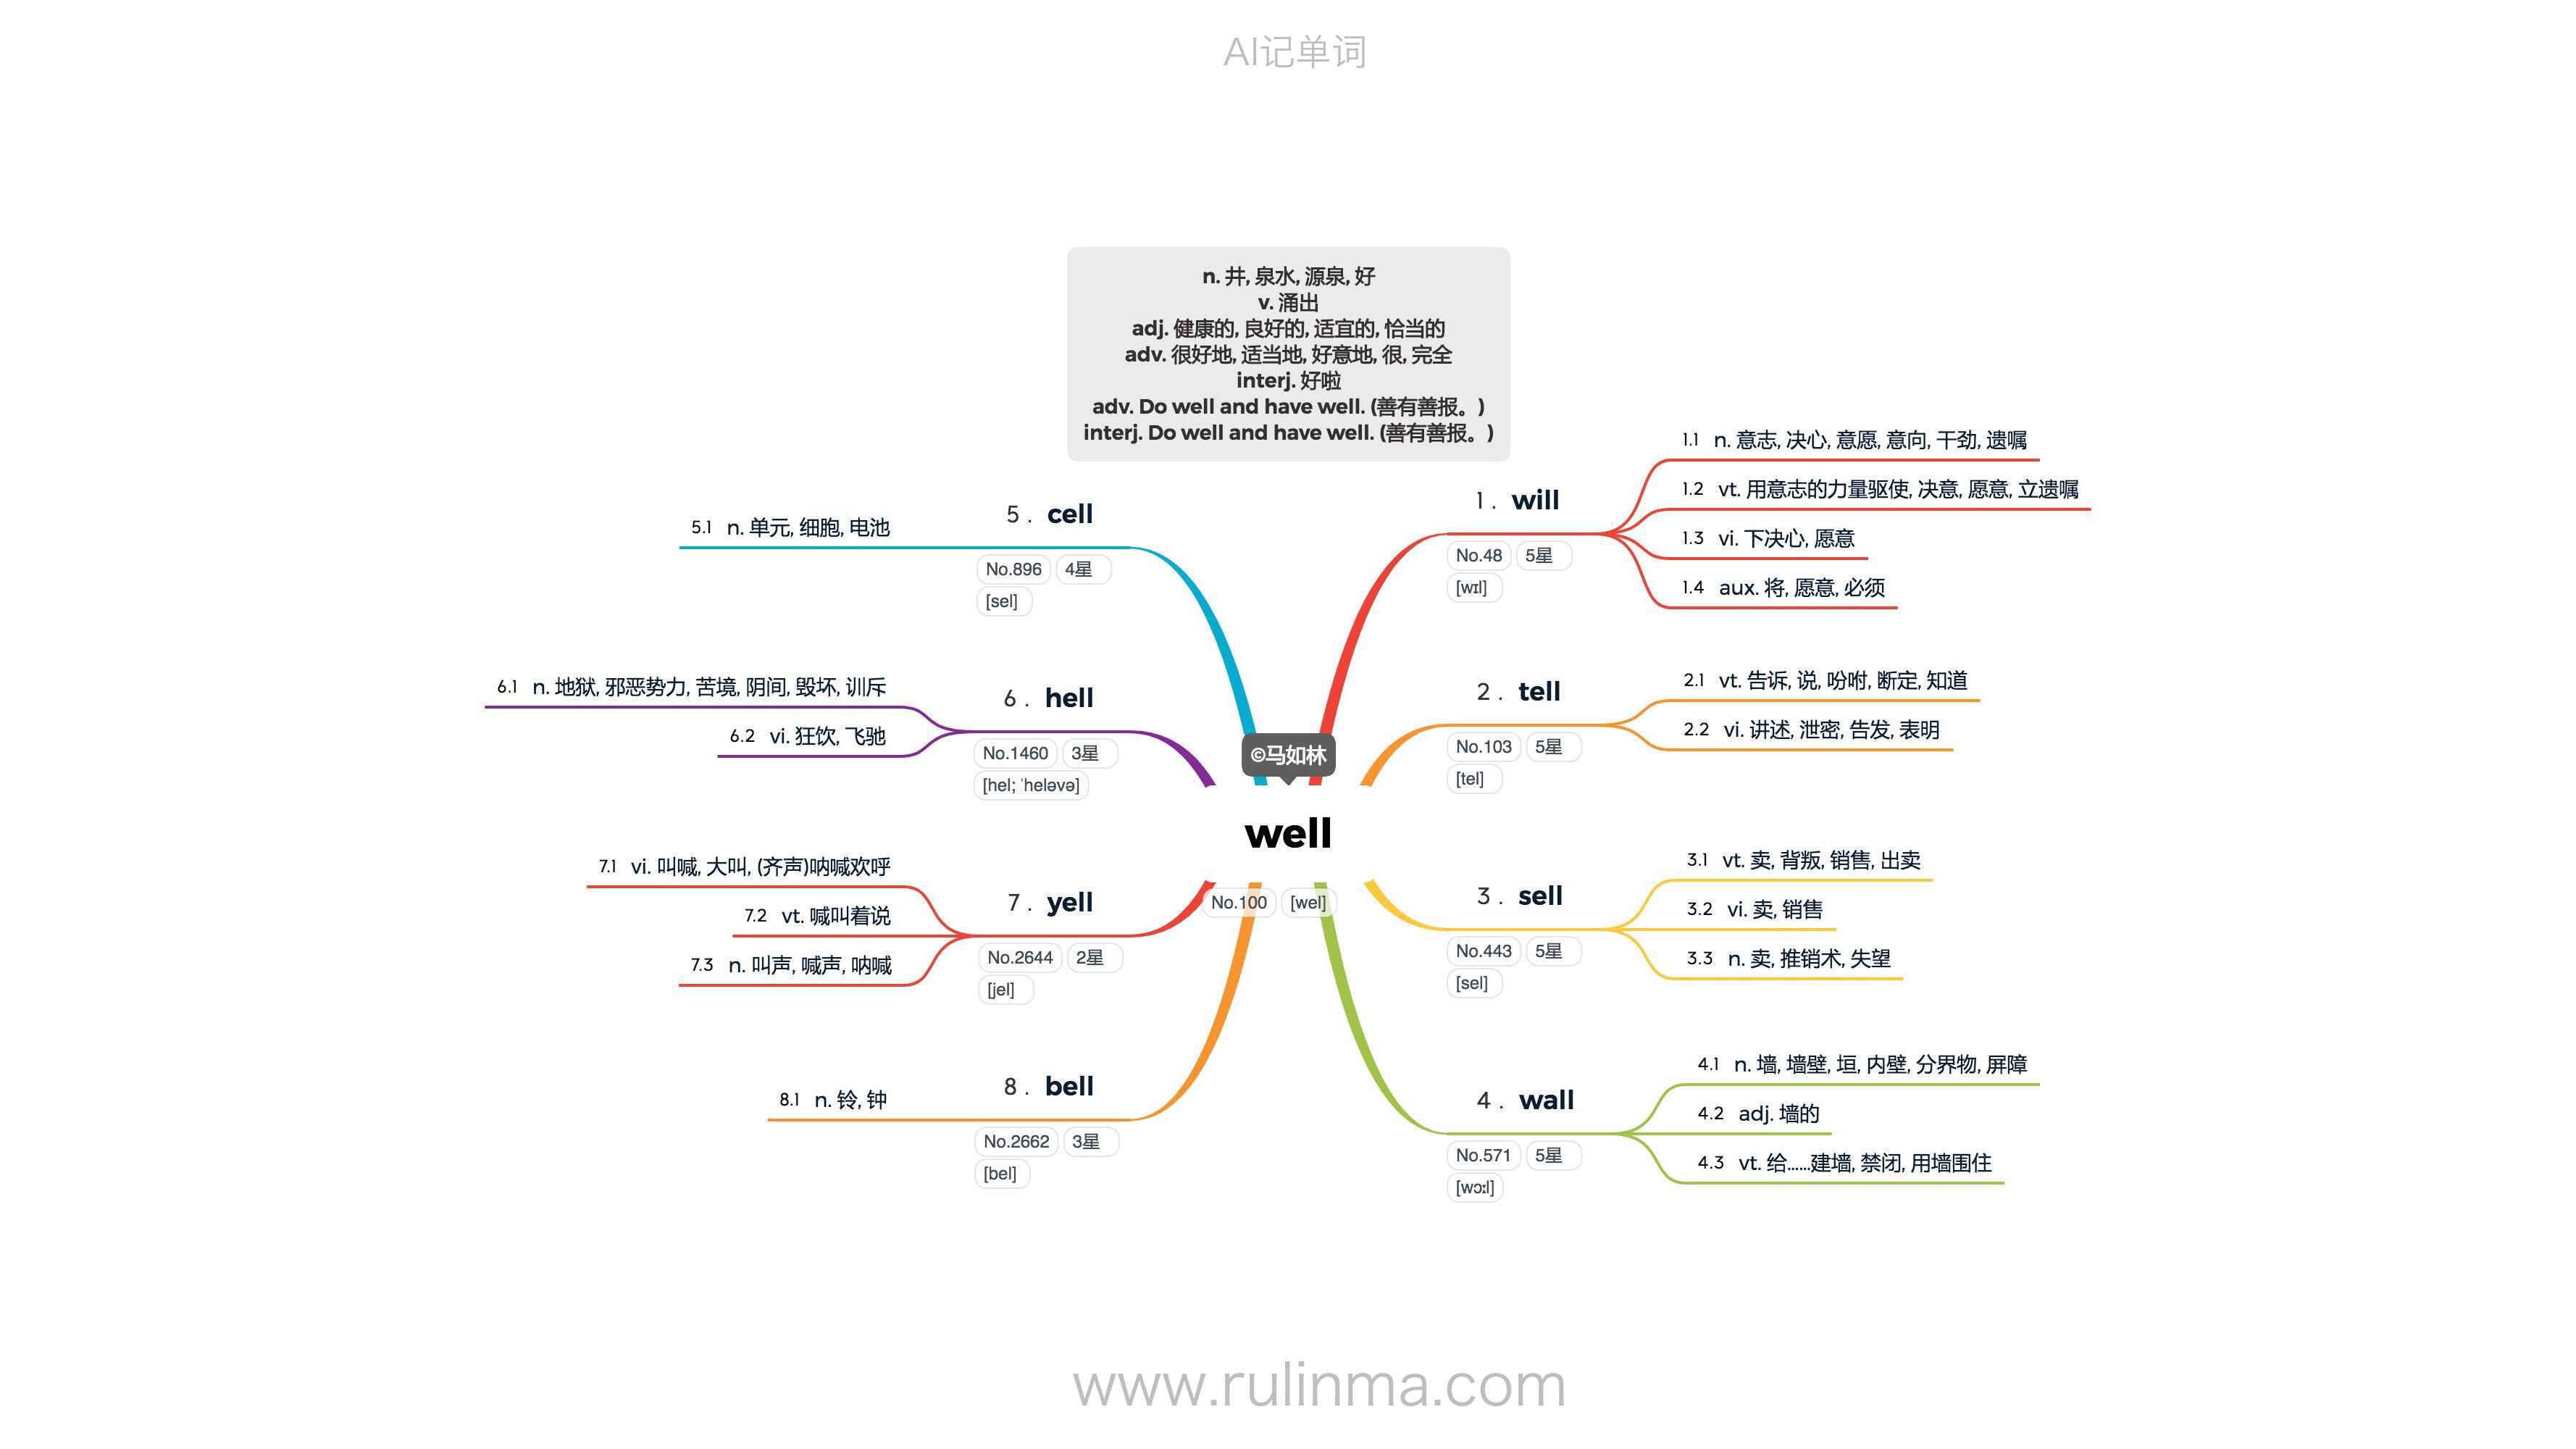 AI记单词
n. 井, 泉水, 源泉, 好
v. 涌出
adj. 健康的, 良好的, 适宜的, 恰当的
adv. 很好地, 适当地, 好意地, 很, 完全
interj. 好啦
adv. Do well and have well. (善有善报。)
interj. Do well and have well. (善有善报。)
©马如林
well
No.100 [wel]
1 . will
No.48 5星
[wɪl]
1.1 n. 意志, 决心, 意愿, 意向, 干劲, 遗嘱
1.2 vt. 用意志的力量驱使, 决意, 愿意, 立遗嘱
1.3 vi. 下决心, 愿意
1.4 aux. 将, 愿意, 必须
2 . tell
No.103 5星
[tel]
2.1 vt. 告诉, 说, 吩咐, 断定, 知道
2.2 vi. 讲述, 泄密, 告发, 表明
3 . sell
No.443 5星
[sel]
3.1 vt. 卖, 背叛, 销售, 出卖
3.2 vi. 卖, 销售
3.3 n. 卖, 推销术, 失望
4 . wall
No.571 5星
[wɔːl]
4.1 n. 墙, 墙壁, 垣, 内壁, 分界物, 屏障
4.2 adj. 墙的
4.3 vt. 给……建墙, 禁闭, 用墙围住
5 . cell
No.896 4星
[sel]
5.1 n. 单元, 细胞, 电池
6 . hell
No.1460 3星
[hel; ˈheləvə]
6.1 n. 地狱, 邪恶势力, 苦境, 阴间, 毁坏, 训斥
6.2 vi. 狂饮, 飞驰
7 . yell
No.2644 2星
[jel]
7.1 vi. 叫喊, 大叫, (齐声)呐喊欢呼
7.2 vt. 喊叫着说
7.3 n. 叫声, 喊声, 呐喊
8 . bell
No.2662 3星
[bel]
8.1 n. 铃, 钟
www.rulinma.com